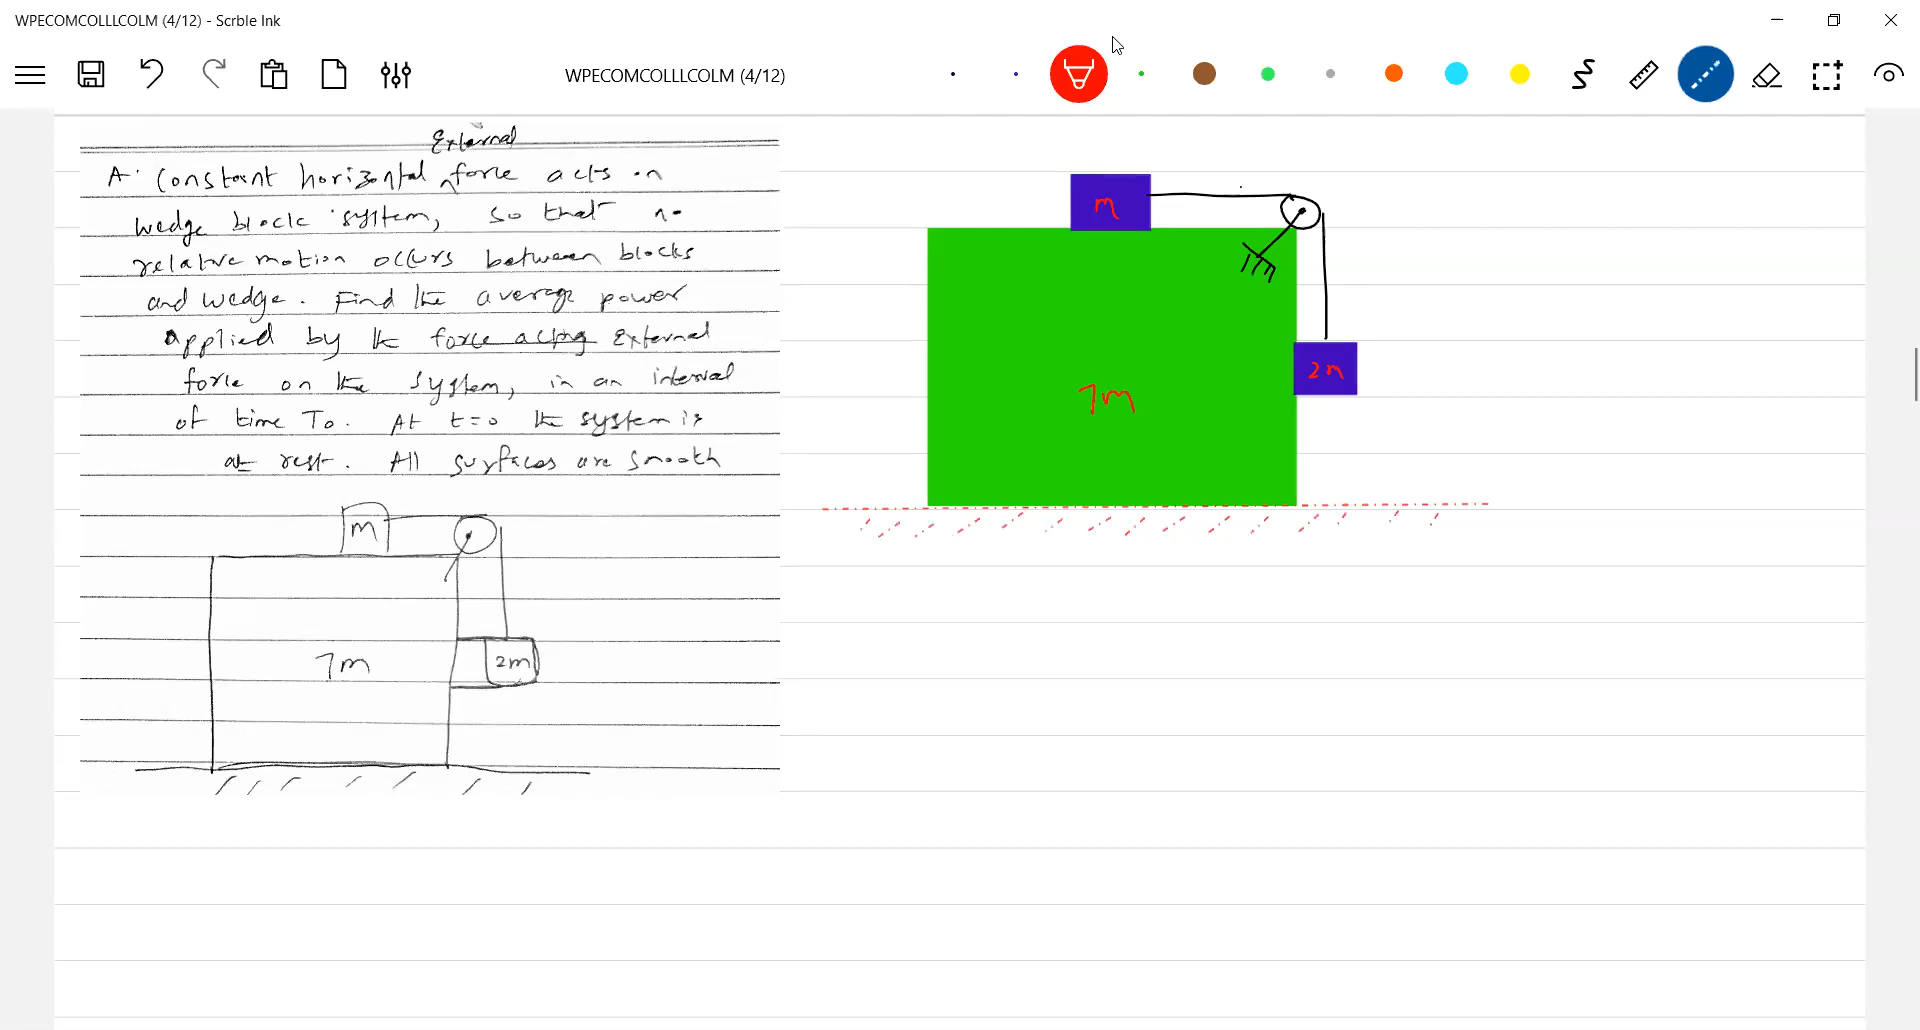 WPECOMCOLLLCOLM (4/12) - Scrble Ink
WPECOMCOLLLCOLM (4/12)
External
A constant horizontal force acts on
wedge block system, so that no
relative motion occurs between blocks
and wedge. Find the average power
applied by the force acting External
force on the system, in an interval
of time To. At t=0 the system is
at rest. All surfaces are smooth
m
7m
2m
m
2m
7m